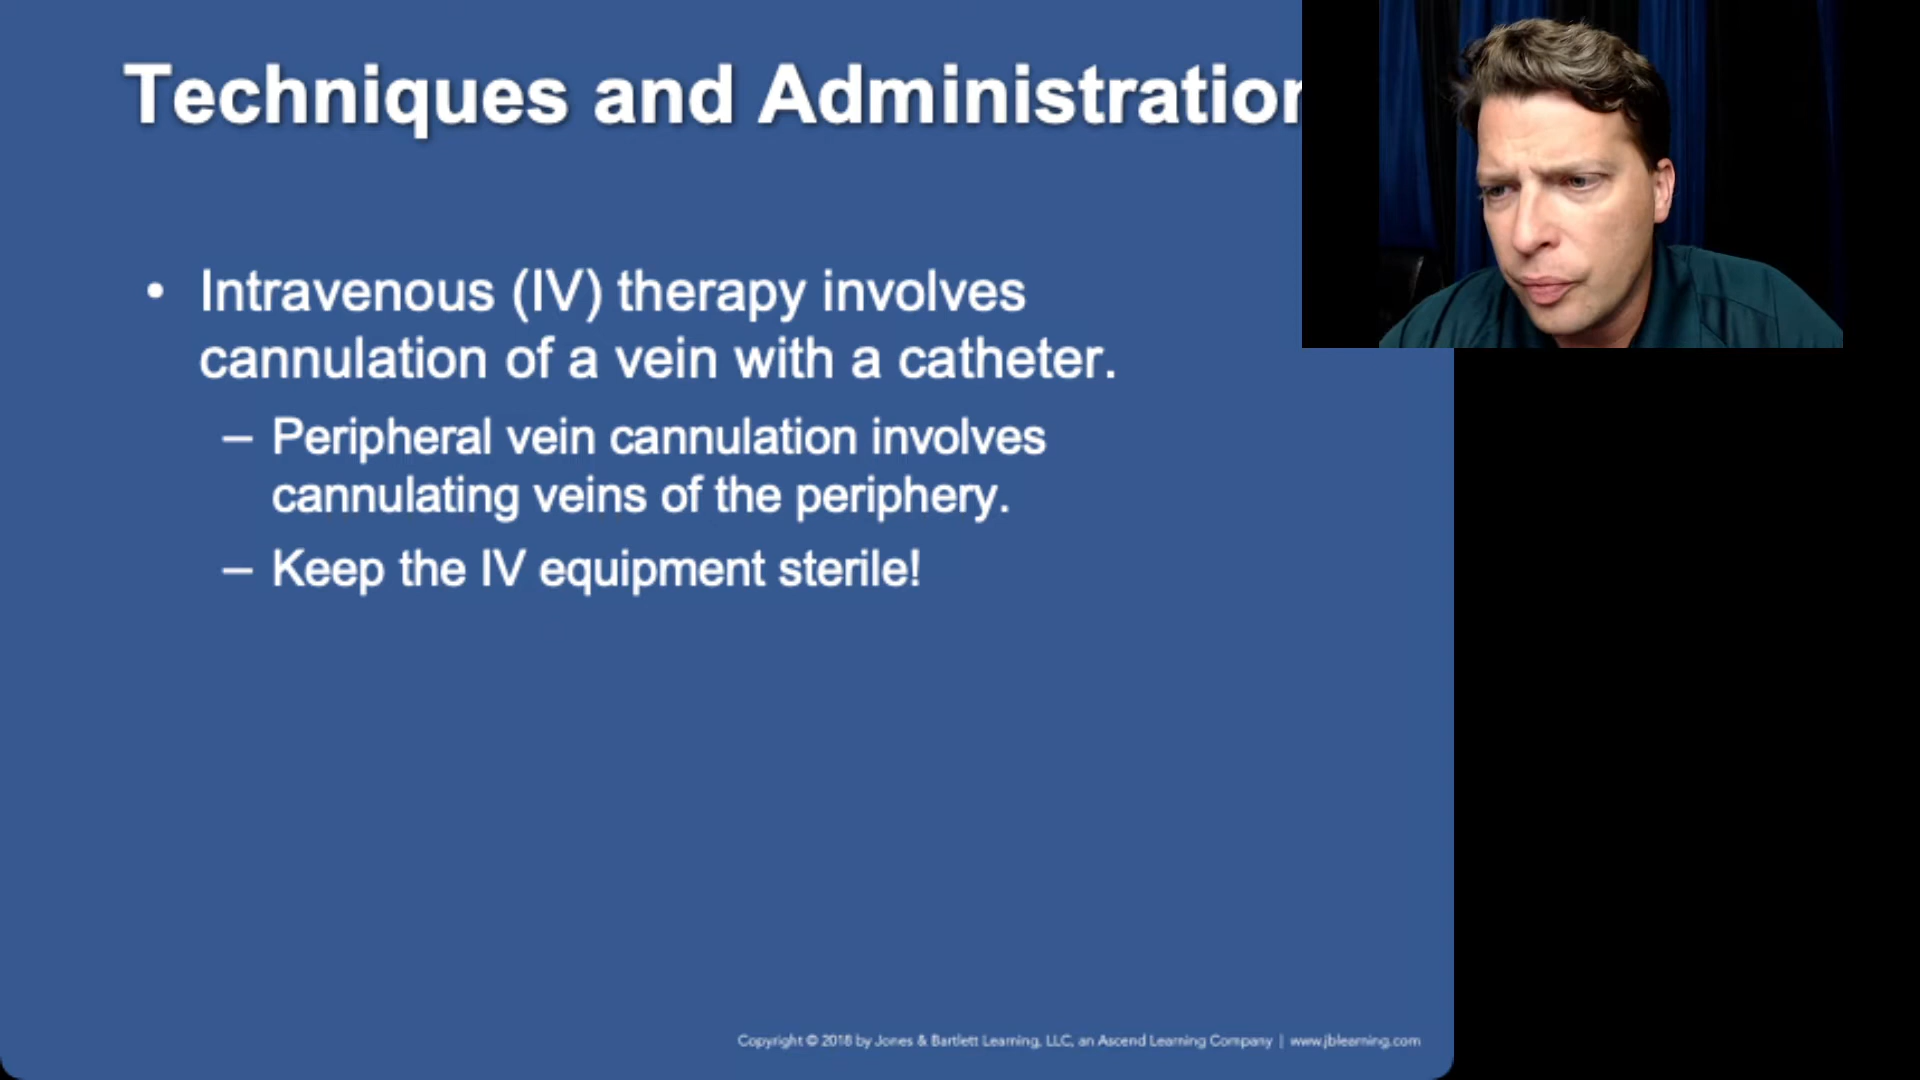 Techniques and Administration
• Intravenous (IV) therapy involves
cannulation of a vein with a catheter.
– Peripheral vein cannulation involves
cannulating veins of the periphery.
– Keep the IV equipment sterile!
Copyright © 2018 by Jones & Bartlett Learning, LLC, an Ascend Learning Company | www.jblearning.com